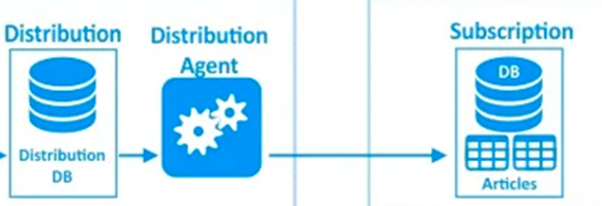 Distribution
Distribution
DB
Distribution
Agent
Subscription
DB
Articles